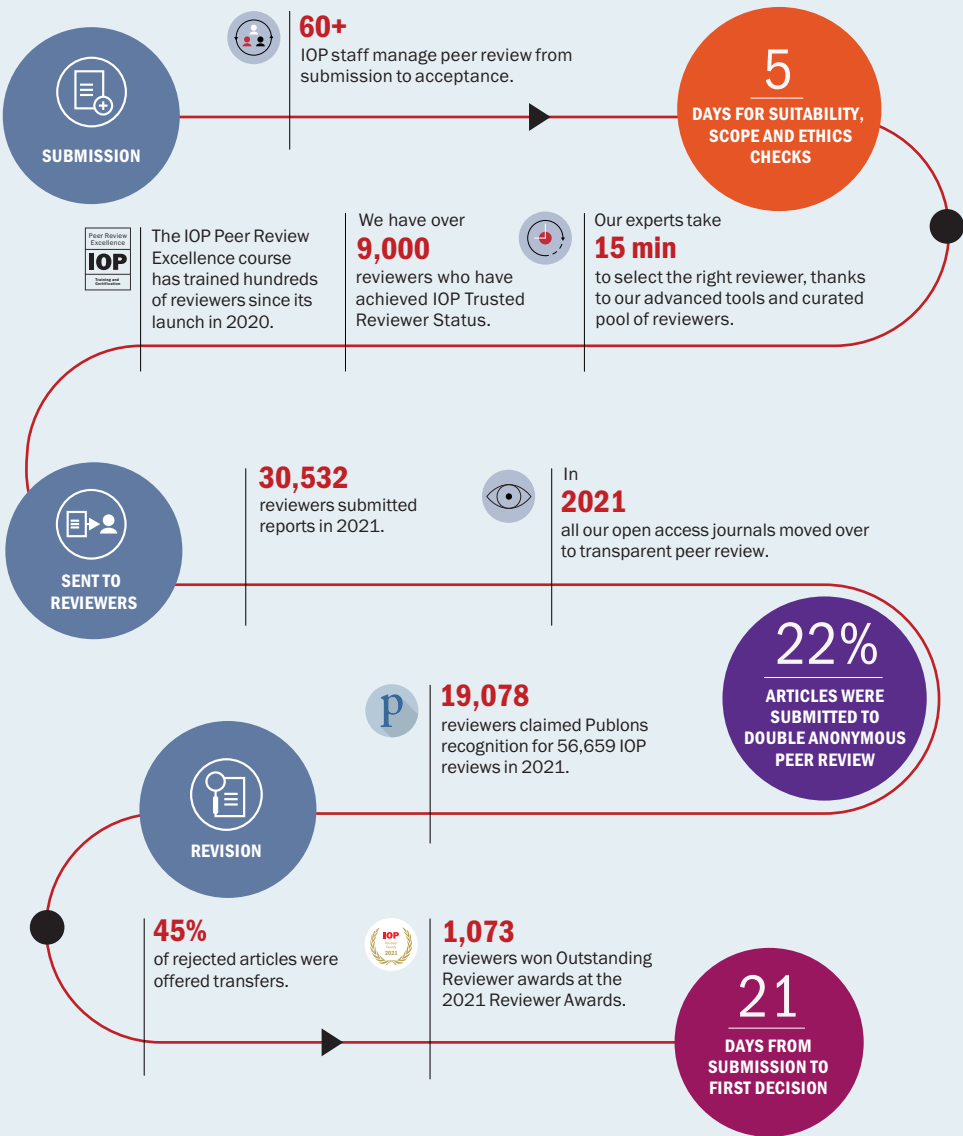 60+
IOP staff manage peer review from
submission to acceptance.
SUBMISSION
5
DAYS FOR SUITABILITY,
SCOPE AND ETHICS
CHECKS
Peer Review
Excellence
IOP
Training and
Certification
The IOP Peer Review
Excellence course
has trained hundreds
of reviewers since its
launch in 2020.
We have over
9,000
reviewers who have
achieved IOP Trusted
Reviewer Status.
Our experts take
15 min
to select the right reviewer, thanks
to our advanced tools and curated
pool of reviewers.
SENT TO
REVIEWERS
30,532
reviewers submitted
reports in 2021.
In
2021
all our open access journals moved over
to transparent peer review.
22%
ARTICLES WERE
SUBMITTED TO
DOUBLE ANONYMOUS
PEER REVIEW
p
19,078
reviewers claimed Publons
recognition for 56,659 IOP
reviews in 2021.
REVISION
45%
of rejected articles were
offered transfers.
IOP
2021
1,073
reviewers won Outstanding
Reviewer awards at the
2021 Reviewer Awards.
21
DAYS FROM
SUBMISSION TO
FIRST DECISION